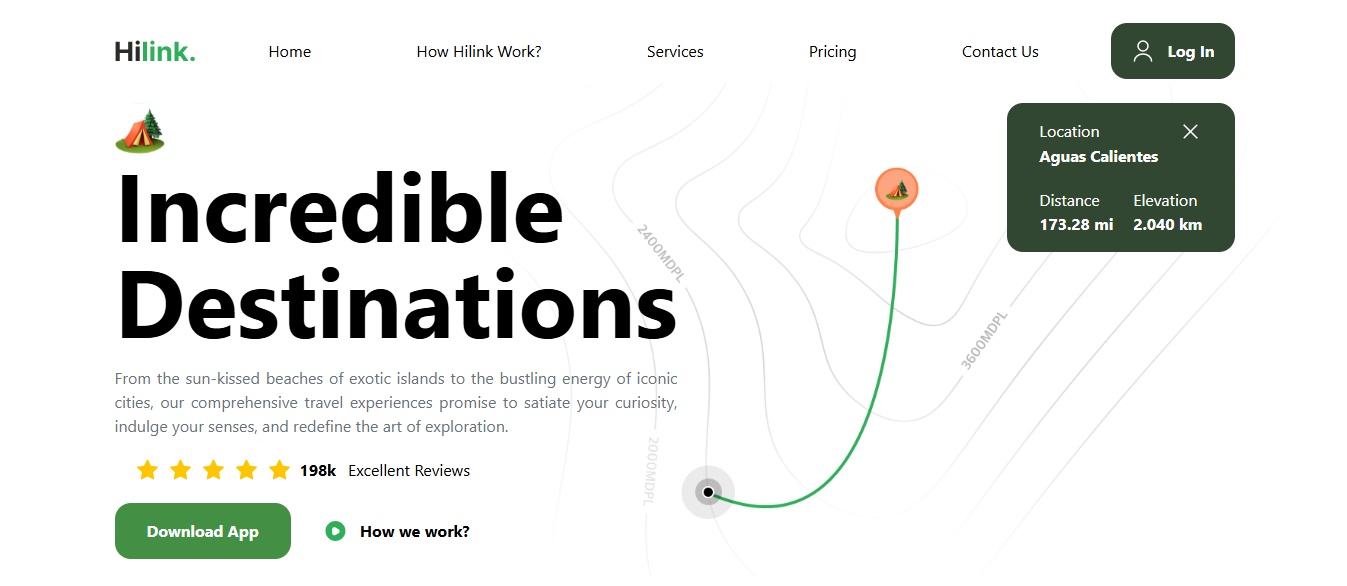 Hilink.
Home
How Hilink Work?
Services
Pricing
Contact Us
Log In
Location
Aguas Calientes
Distance
Elevation
173.28 mi
2.040 km
Incredible
Destinations
From the sun-kissed beaches of exotic islands to the bustling energy of iconic
cities, our comprehensive travel experiences promise to satiate your curiosity,
indulge your senses, and redefine the art of exploration.
198k Excellent Reviews
Download App
How we work?
2400MDPL
3600MDPL
2000MDPL